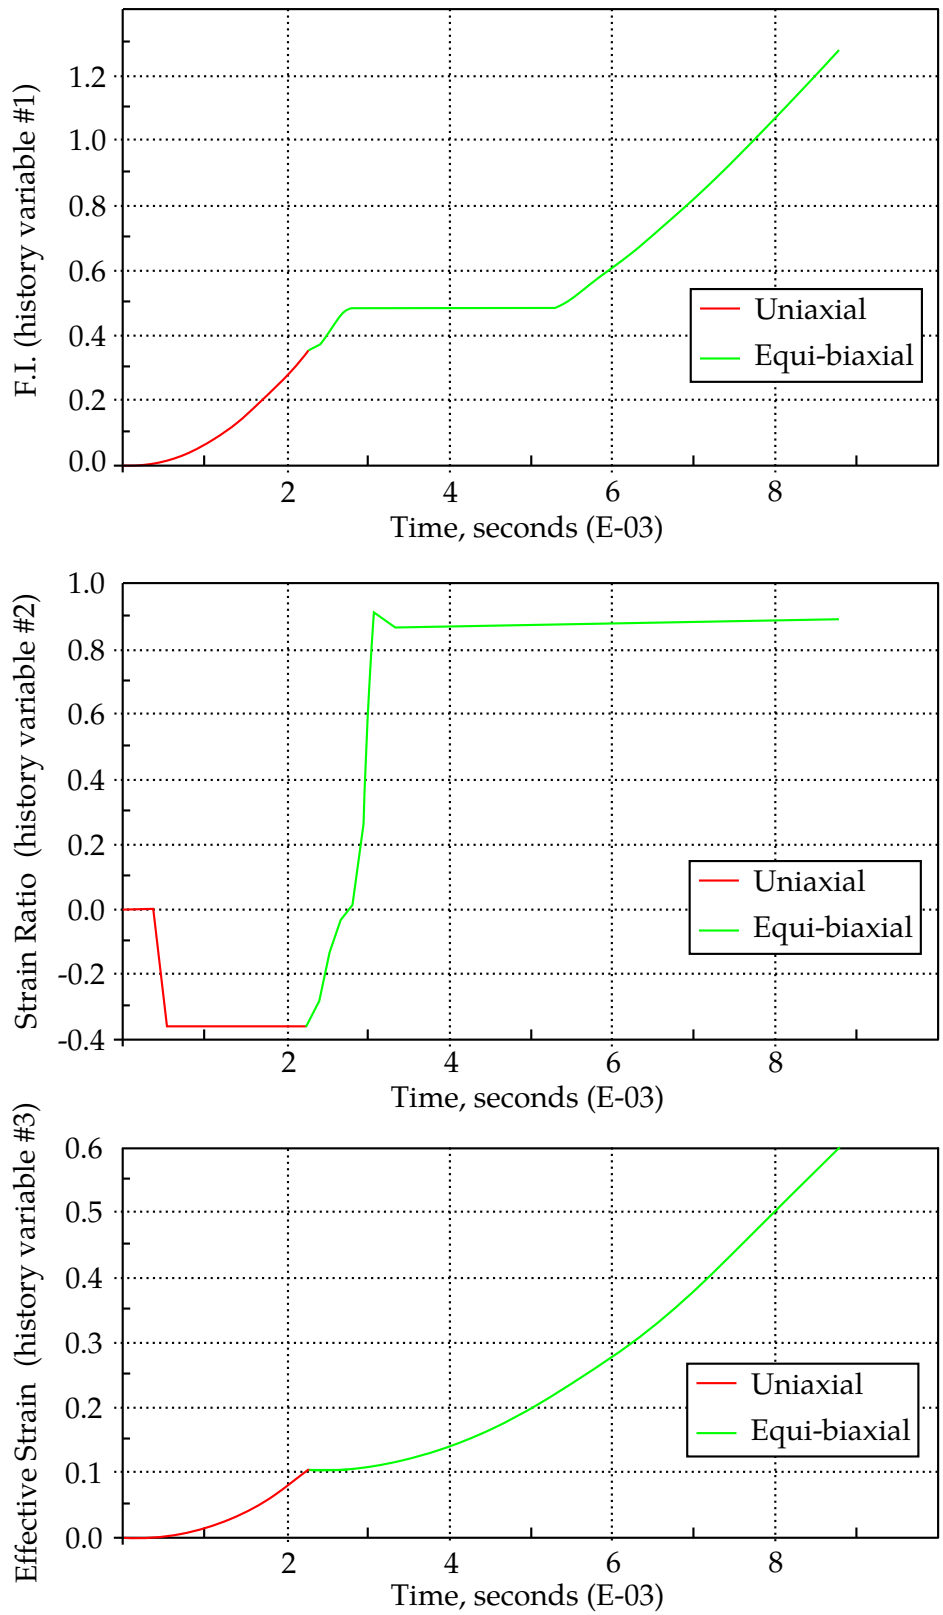 F.I. (history variable #1)
1.2
1.0
0.8
0.6
0.4
0.2
0.0
Uniaxial
Equi-biaxial
2 4 6 8
Time, seconds (E-03)
Strain Ratio (history variable #2)
1.0
0.8
0.6
0.4
0.2
0.0
-0.2
-0.4
Uniaxial
Equi-biaxial
2 4 6 8
Time, seconds (E-03)
Effective Strain (history variable #3)
0.6
0.5
0.4
0.3
0.2
0.1
0.0
Uniaxial
Equi-biaxial
2 4 6 8
Time, seconds (E-03)